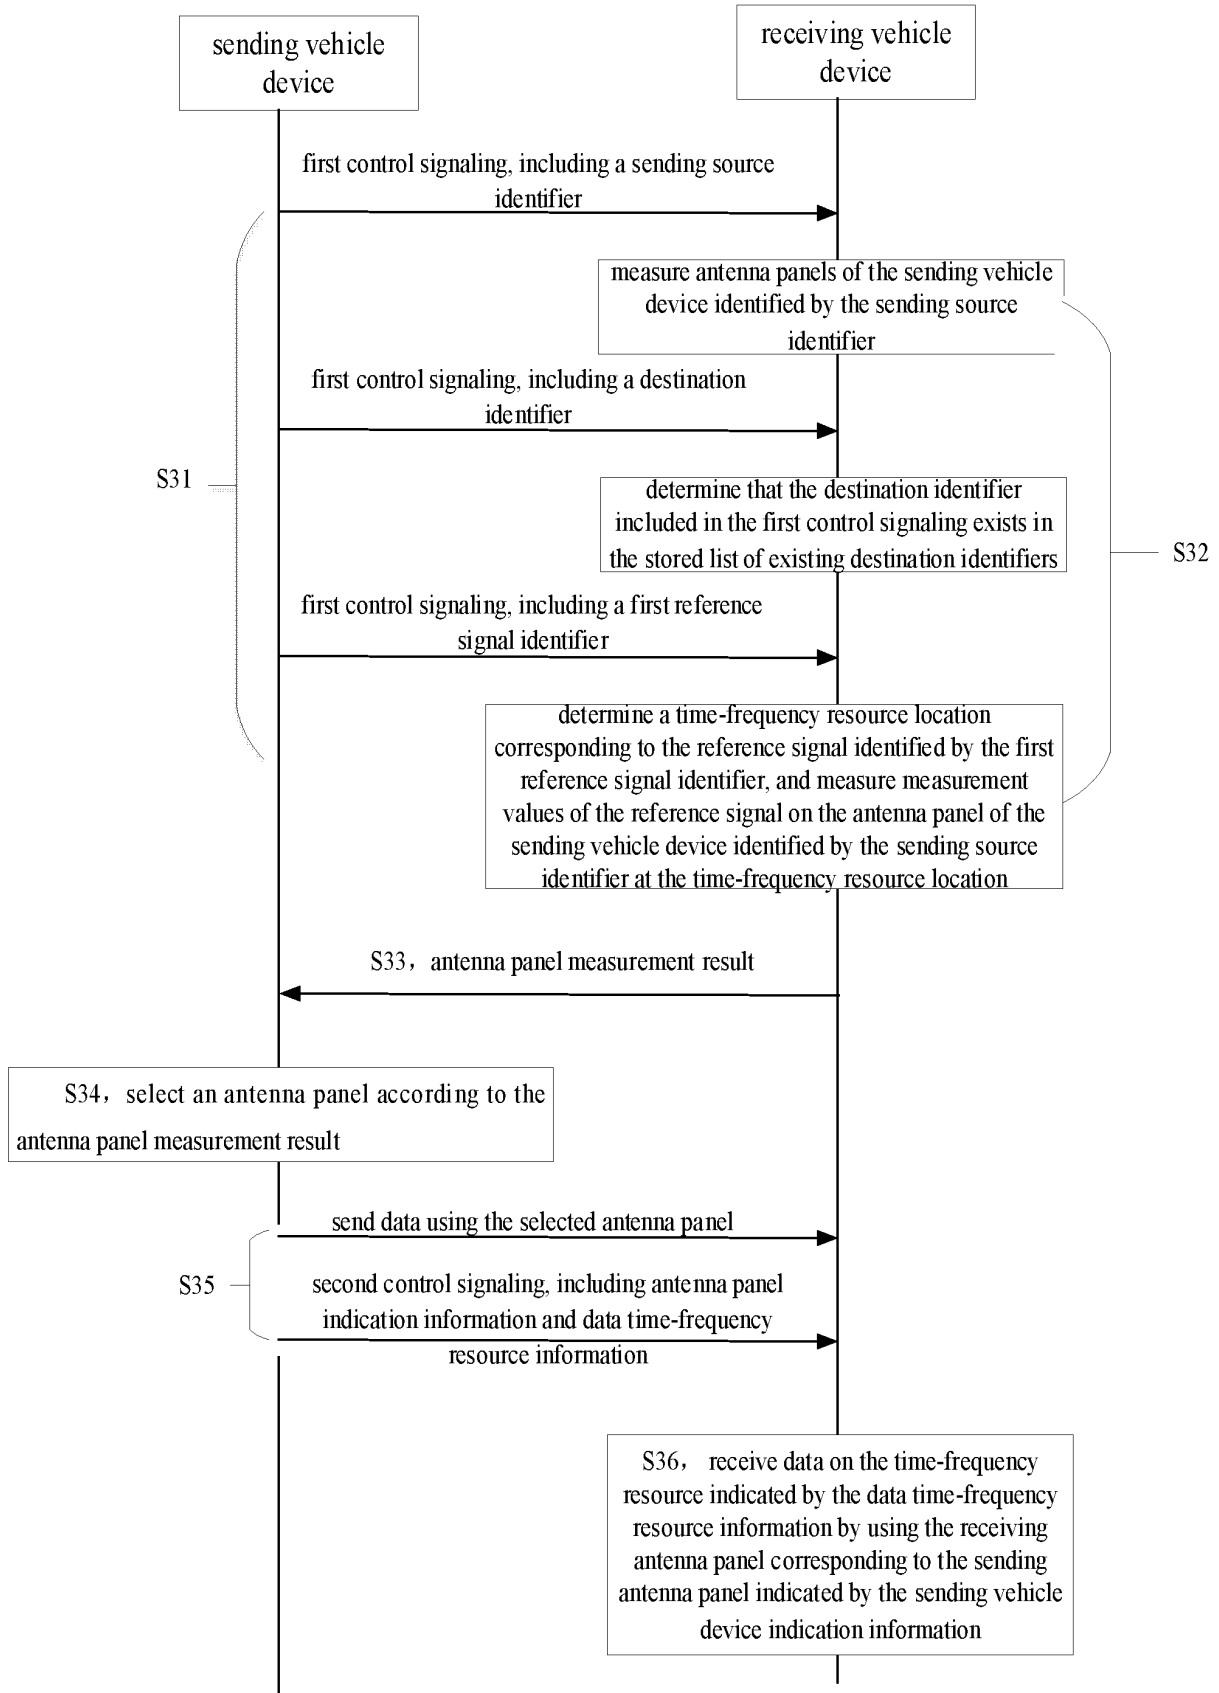 sending vehicle
device
receiving vehicle
device
first control signaling, including a sending source
identifier
measure antenna panels of the sending vehicle
device identified by the sending source
identifier
first control signaling, including a destination
identifier
S31
determine that the destination identifier
included in the first control signaling exists in
the stored list of existing destination identifiers
S32
first control signaling, including a first reference
signal identifier
determine a time-frequency resource location
corresponding to the reference signal identified by the first
reference signal identifier, and measure measurement
values of the reference signal on the antenna panel of the
sending vehicle device identified by the sending source
identifier at the time-frequency resource location
S33，antenna panel measurement result
S34，select an antenna panel according to the
antenna panel measurement result
send data using the selected antenna panel
S35
second control signaling, including antenna panel
indication information and data time-frequency
resource information
S36， receive data on the time-frequency
resource indicated by the data time-frequency
resource information by using the receiving
antenna panel corresponding to the sending
antenna panel indicated by the sending vehicle
device indication information